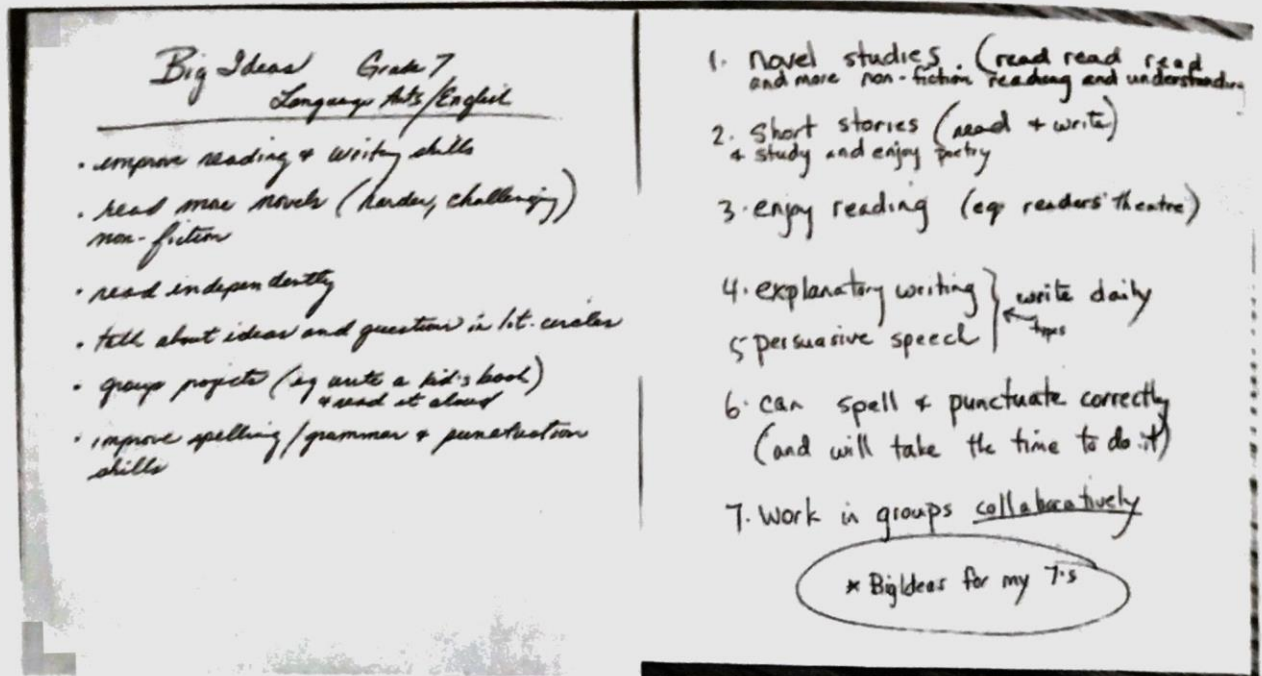 Big Ideas Grade 7
Language Arts/English
• improve reading & writing skills
• read more novels (harder, challenging)
non-fiction
• read independently
• talk about ideas and question in lit. circles
• group projects (eg write a kid's book)
& read it aloud
• improve spelling/grammar & punctuation
skills
1. novel studies. (read read read
and more non-fiction reading and understanding
2. short stories (read & write)
& study and enjoy poetry
3. enjoy reading (eg readers' theatre)
4. explanatory writing } write daily
5 persuasive speech ← types
6. can spell & punctuate correctly
(and will take the time to do it)
7. Work in groups collaboratively
* Big Ideas for my 7's